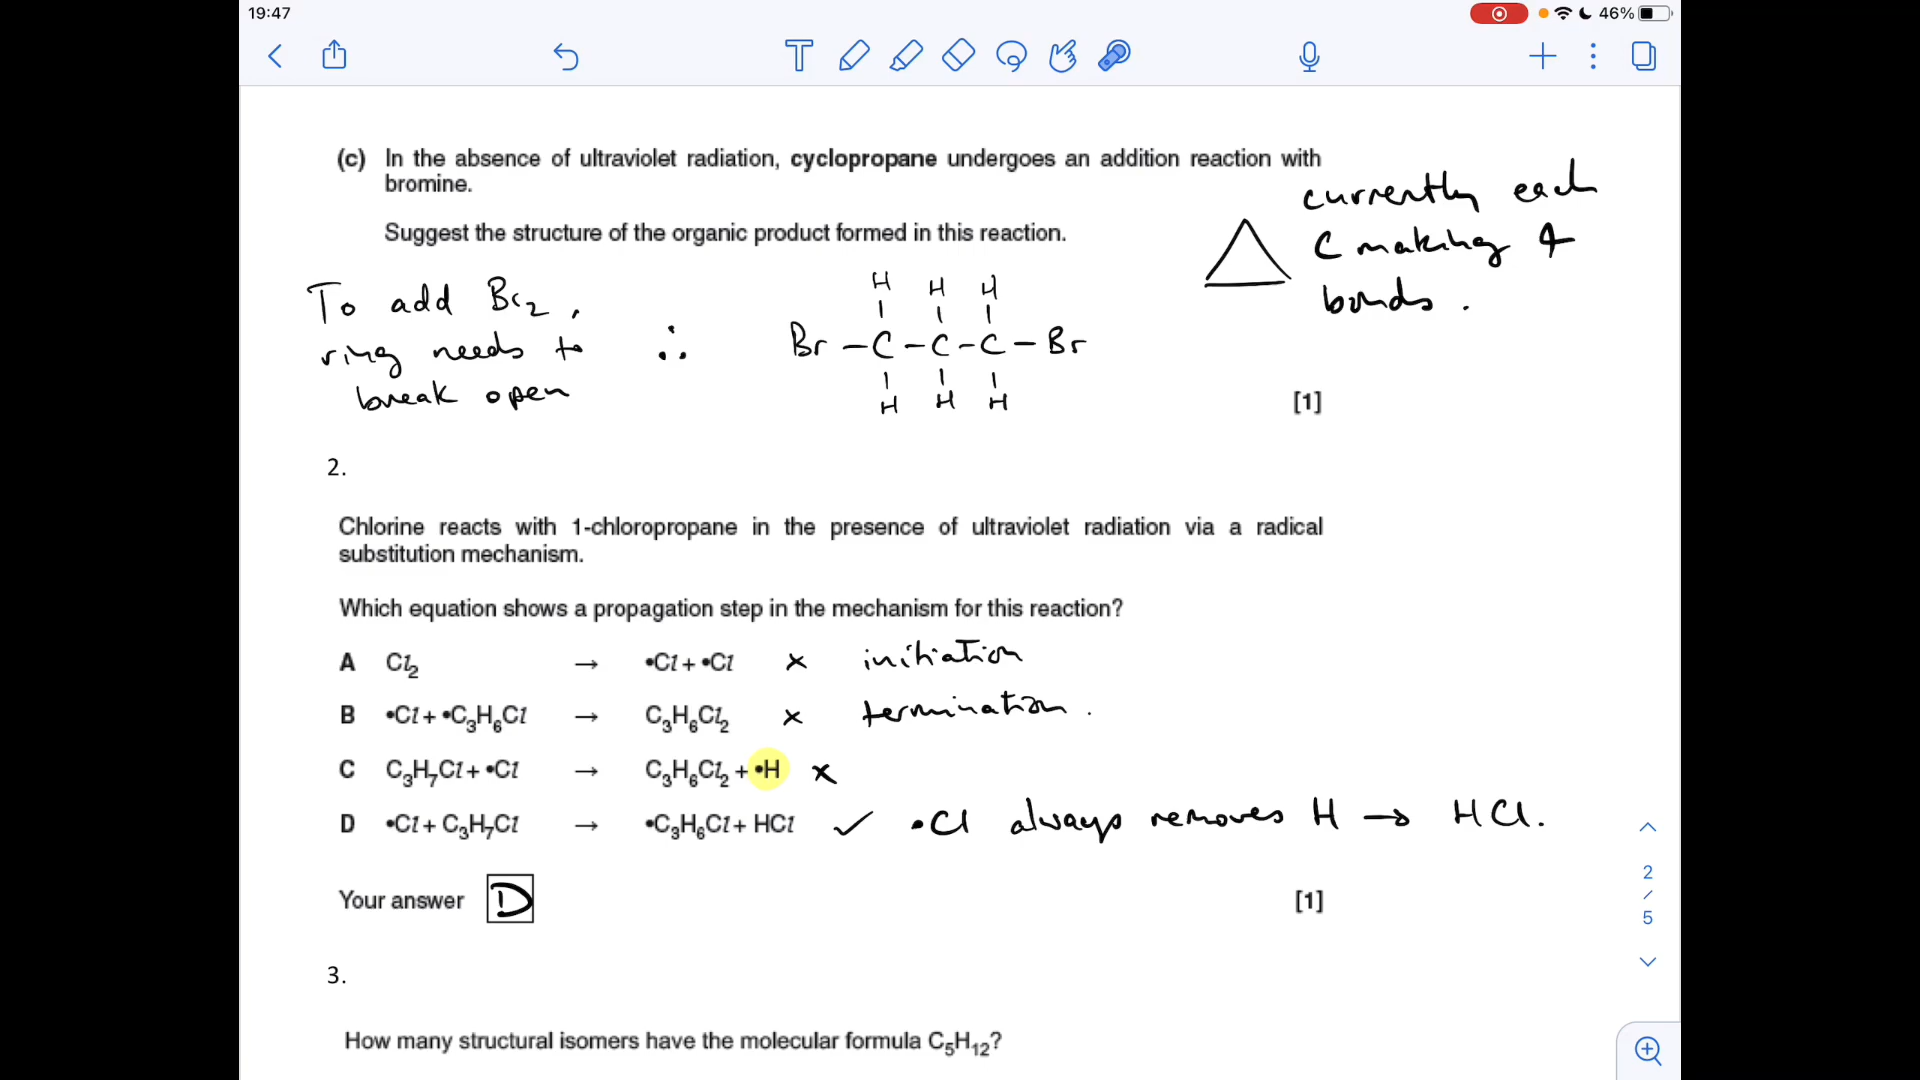 19:47
46%
(c) In the absence of ultraviolet radiation, cyclopropane undergoes an addition reaction with
bromine.
currently each
C making 4
bonds.
Suggest the structure of the organic product formed in this reaction.
To add Br2,
ring needs to
break open
∴
H H H
Br – C – C – C – Br
H H H
[1]
2.
Chlorine reacts with 1-chloropropane in the presence of ultraviolet radiation via a radical
substitution mechanism.
Which equation shows a propagation step in the mechanism for this reaction?
A Cl2 → •Cl + •Cl x initiation
B •Cl + •C3H6Cl → C3H6Cl2 x termination.
C C3H7Cl + •Cl → C3H6Cl2 + •H x
D •Cl + C3H7Cl → •C3H6Cl + HCl ✓ •Cl always removes H → HCl.
Your answer D
[1]
2
/
5
3.
How many structural isomers have the molecular formula C5H12?